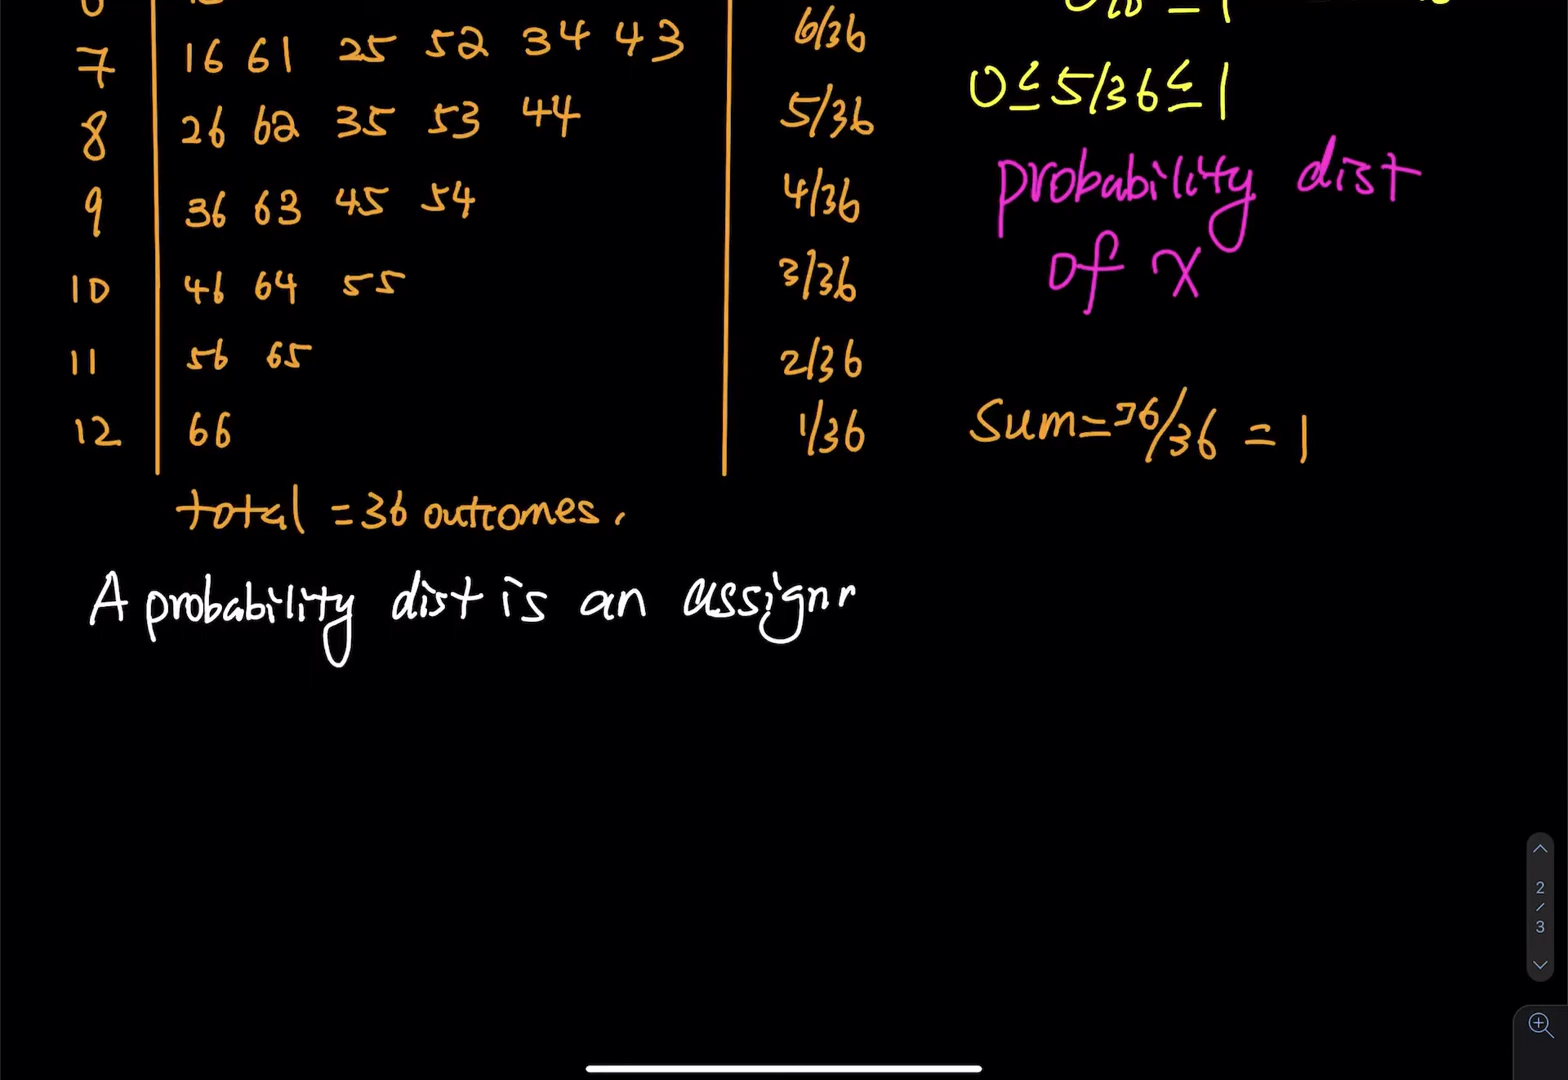 7 16 61 25 52 34 43 6/36
0≤5/36≤1
8 26 62 35 53 44 5/36
probability dist
9 36 63 45 54 4/36
of x
10 46 64 55 3/36
11 56 65 2/36
12 66 1/36
Sum=36/36 = 1
total = 36 outcomes.
A probability dist is an assignr
2
/
3